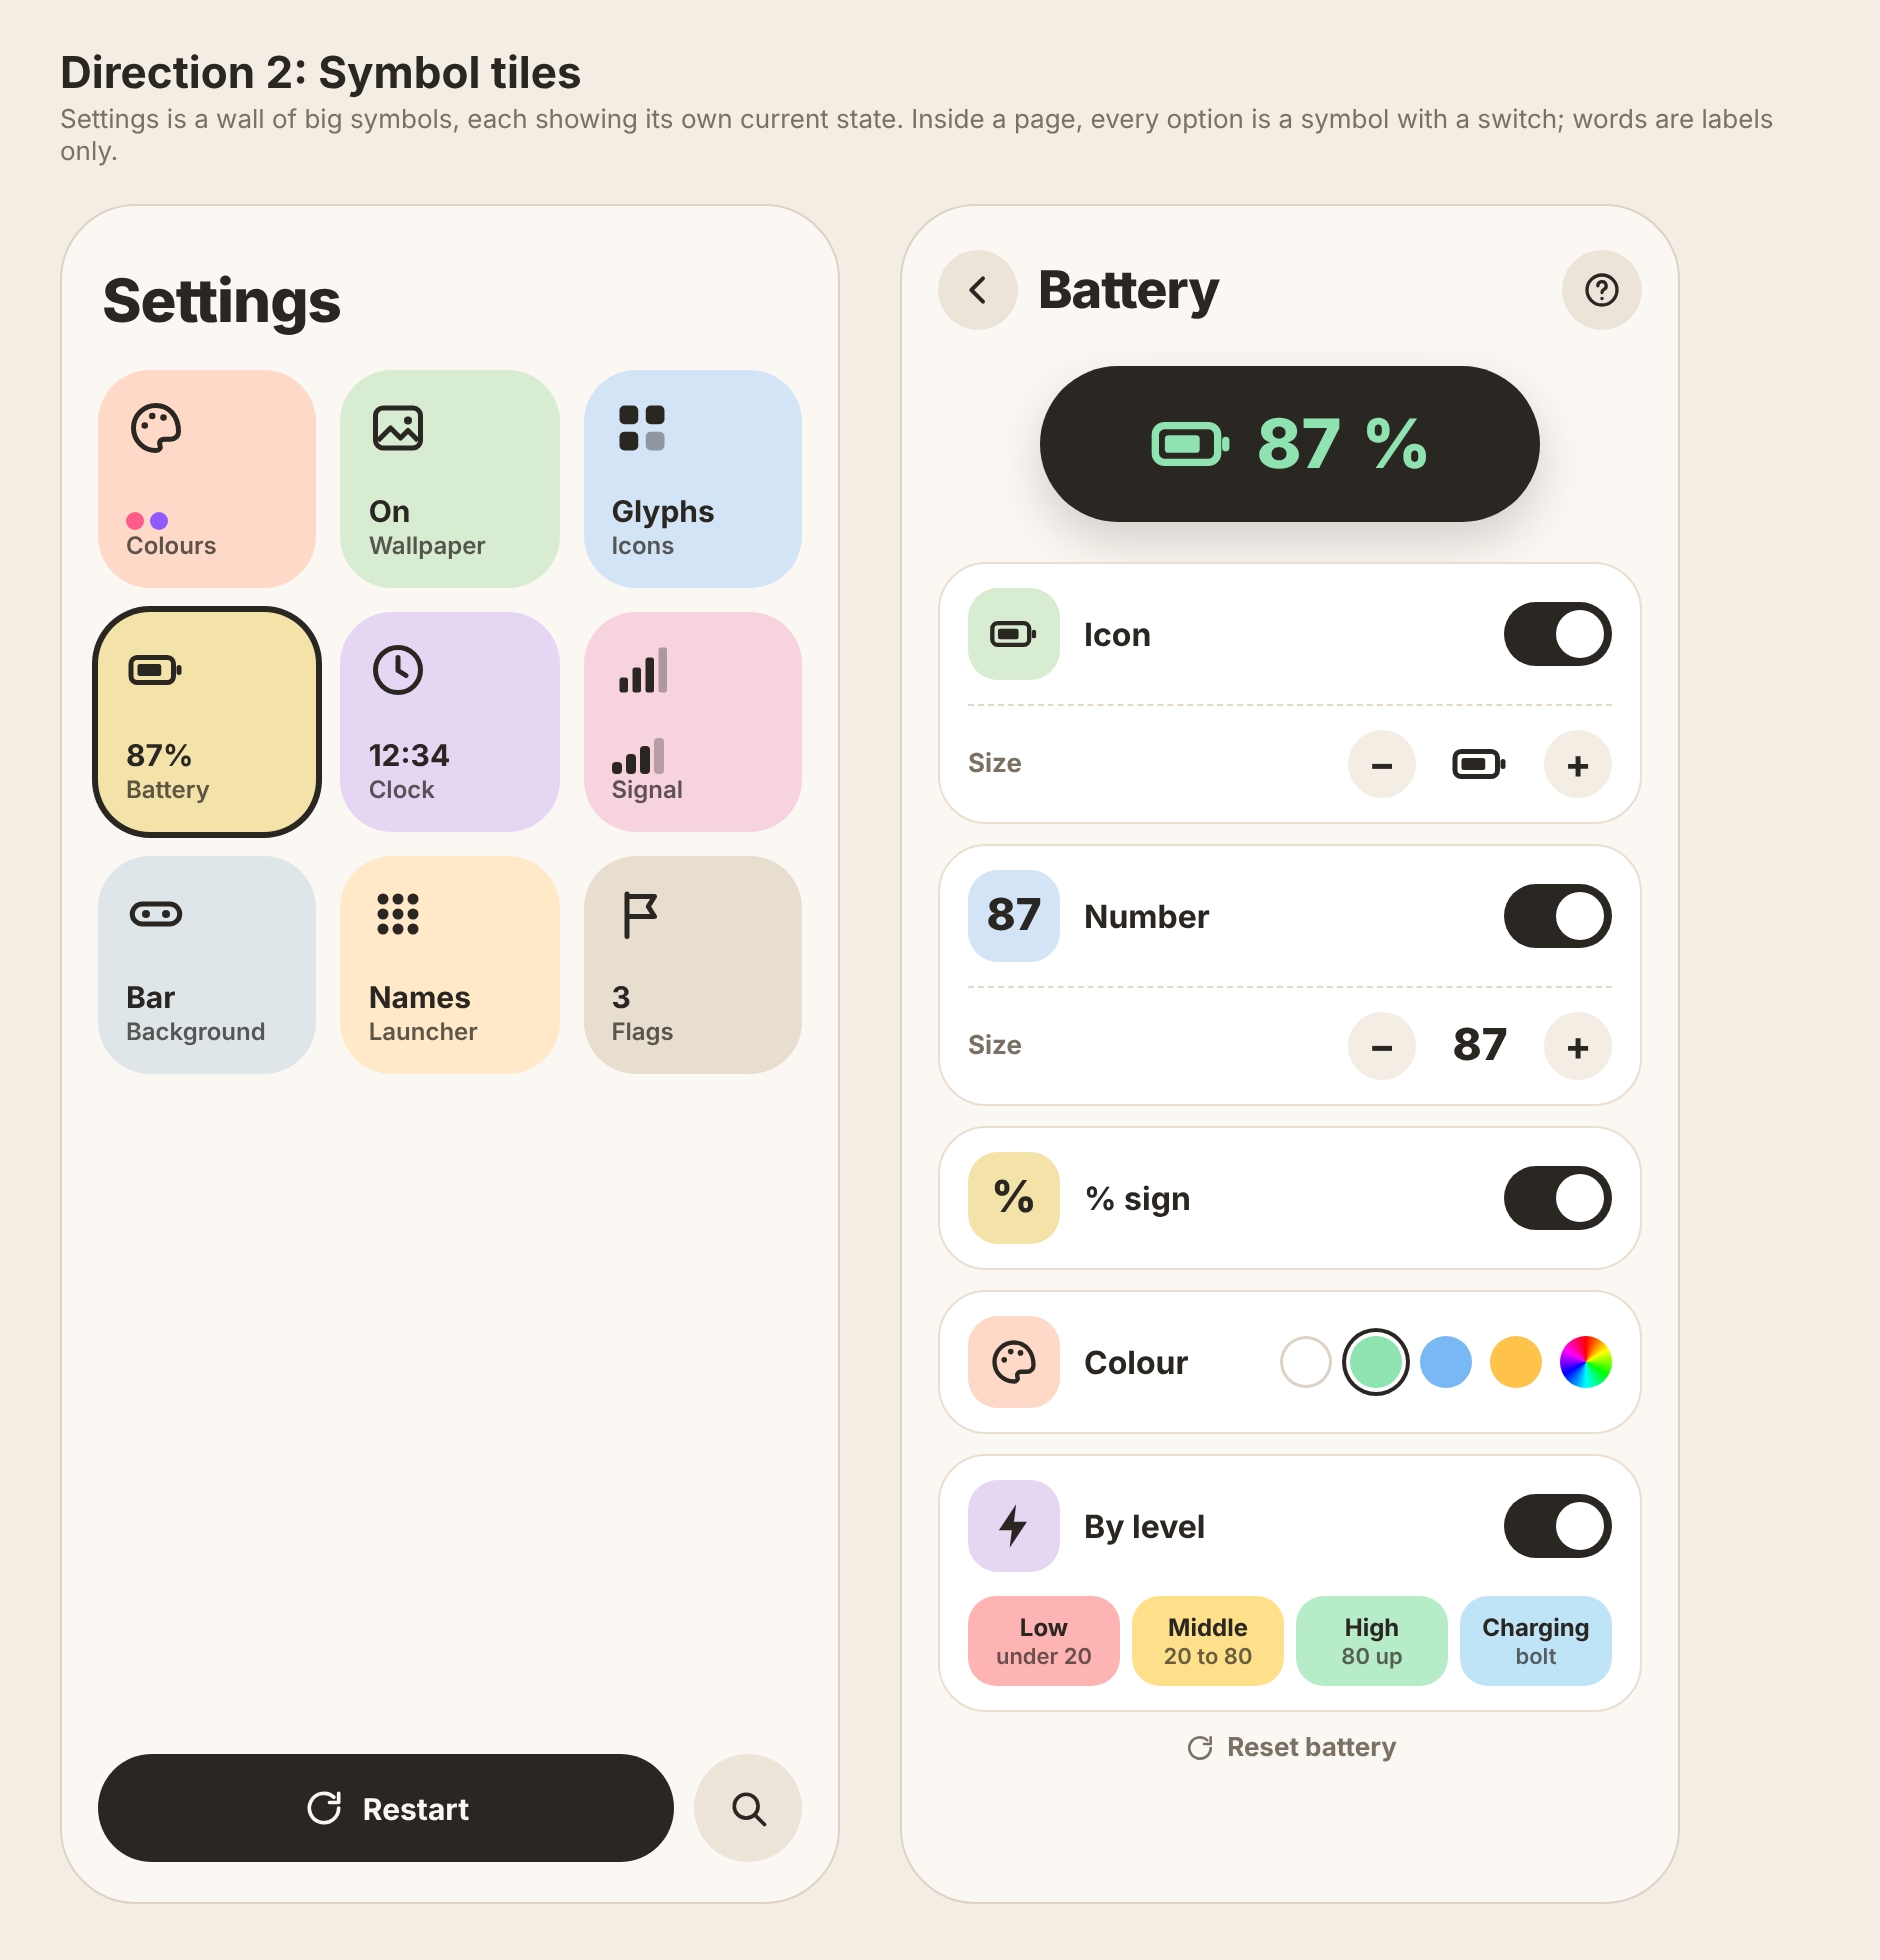 Direction 2: Symbol tiles
Settings is a wall of big symbols, each showing its own current state. Inside a page, every option is a symbol with a switch; words are labels
only.
Settings
Colours
On
Wallpaper
Glyphs
Icons
87%
Battery
12:34
Clock
Signal
Bar
Background
Names
Launcher
3
Flags
Restart
Battery
87 %
Icon
Size
− +
87 Number
Size
− 87 +
% % sign
Colour
By level
Low
under 20
Middle
20 to 80
High
80 up
Charging
bolt
Reset battery